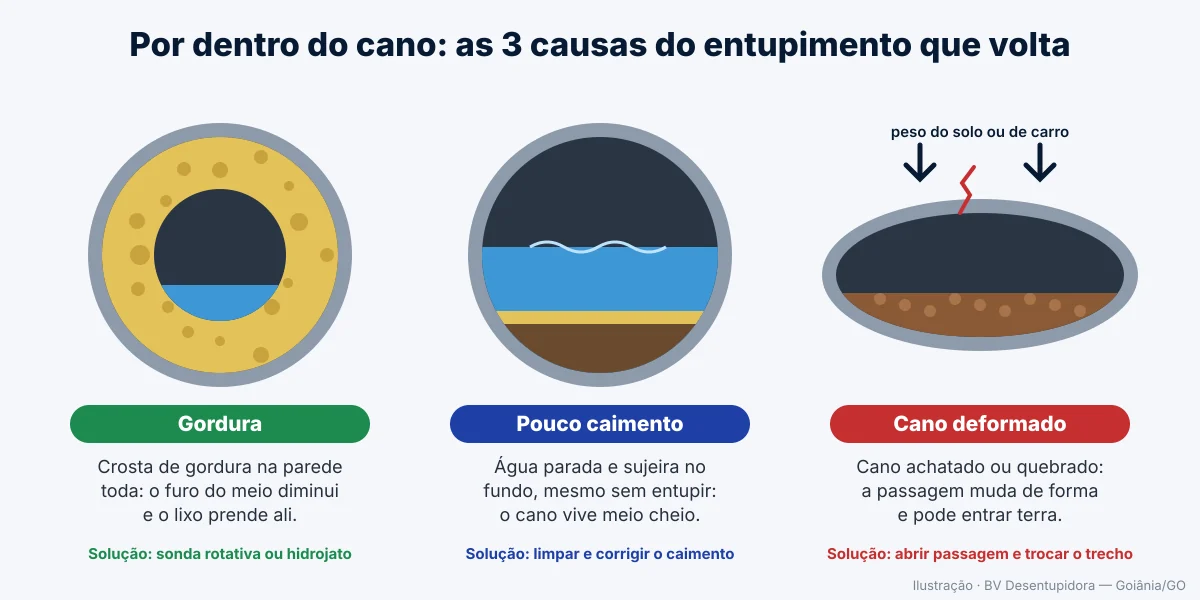 Por dentro do cano: as 3 causas do entupimento que volta
peso do solo ou de carro
Gordura
Crosta de gordura na parede
toda: o furo do meio diminui
e o lixo prende ali.
Solução: sonda rotativa ou hidrojato
Pouco caimento
Água parada e sujeira no
fundo, mesmo sem entupir:
o cano vive meio cheio.
Solução: limpar e corrigir o caimento
Cano deformado
Cano achatado ou quebrado:
a passagem muda de forma
e pode entrar terra.
Solução: abrir passagem e trocar o trecho
Ilustração · BV Desentupidora — Goiânia/GO